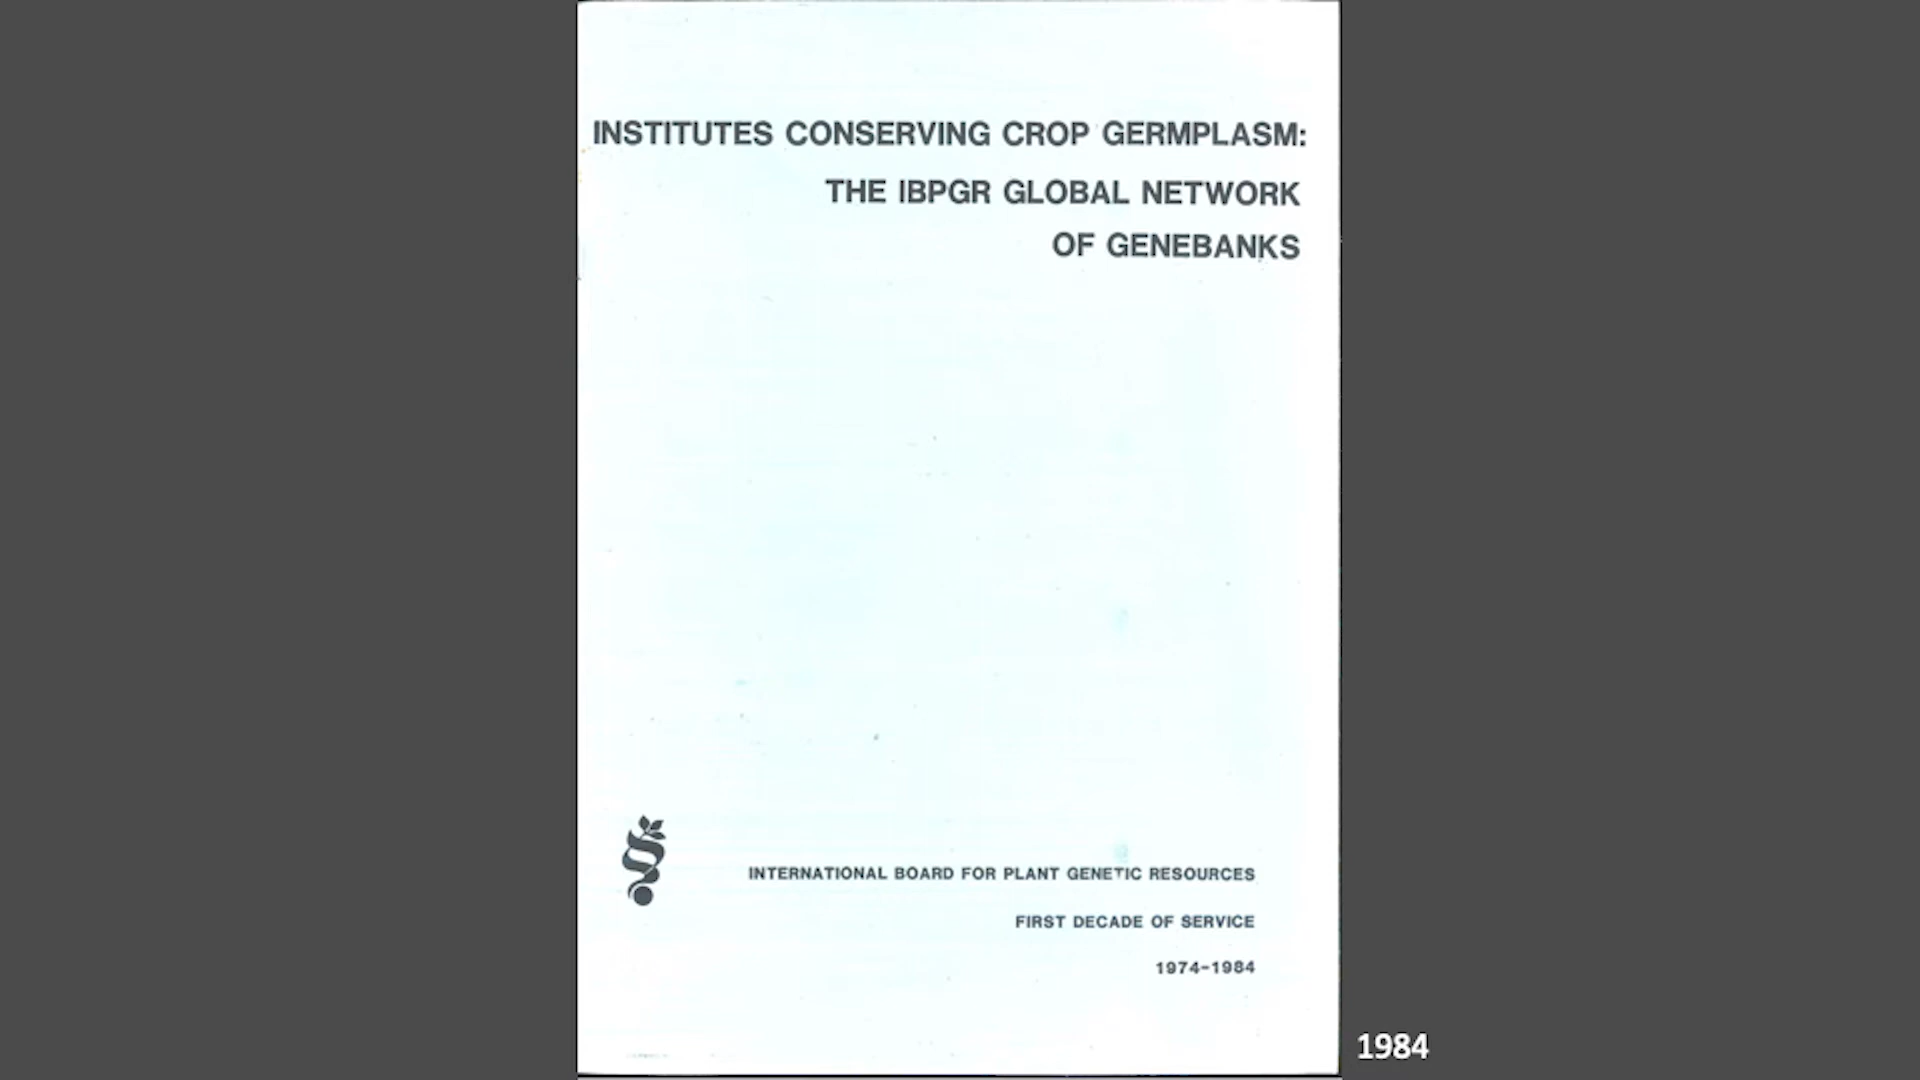 INSTITUTES CONSERVING CROP GERMPLASM:
THE IBPGR GLOBAL NETWORK
OF GENEBANKS
INTERNATIONAL BOARD FOR PLANT GENETIC RESOURCES
FIRST DECADE OF SERVICE
1974-1984
1984